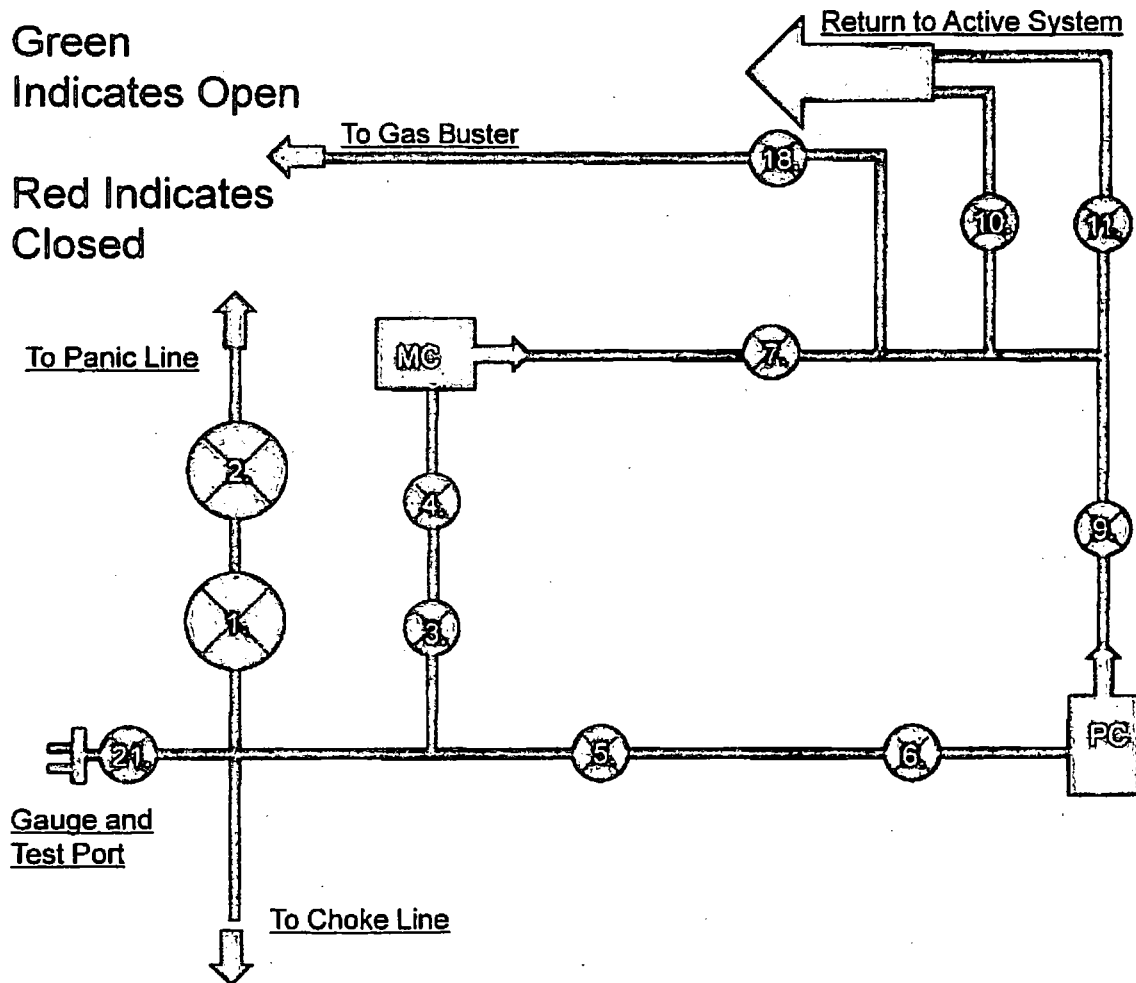 Green
Indicates Open
Red Indicates
Closed
Return to Active System
To Gas Buster
18.
10.
11.
To Panic Line
MC
7.
2.
4.
9.
1.
3.
21.
5.
6.
PC
Gauge and
Test Port
To Choke Line